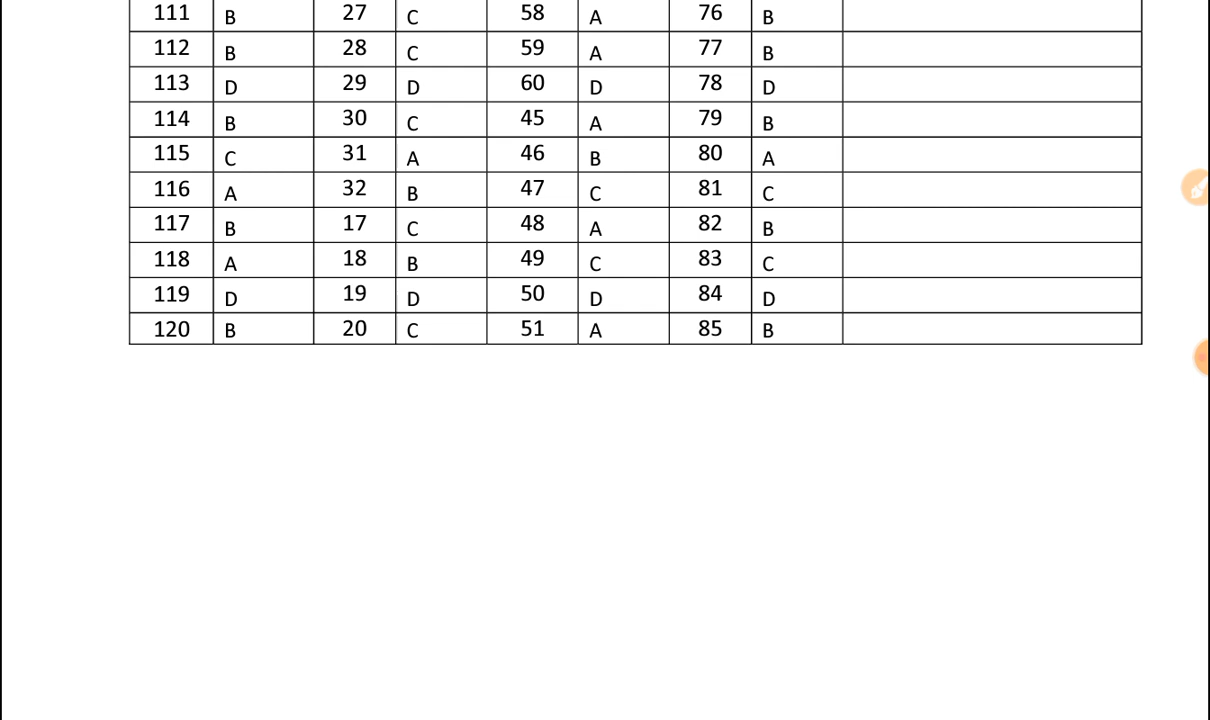 111 B 27 C 58 A 76 B
112 B 28 C 59 A 77 B
113 D 29 D 60 D 78 D
114 B 30 C 45 A 79 B
115 C 31 A 46 B 80 A
116 A 32 B 47 C 81 C
117 B 17 C 48 A 82 B
118 A 18 B 49 C 83 C
119 D 19 D 50 D 84 D
120 B 20 C 51 A 85 B